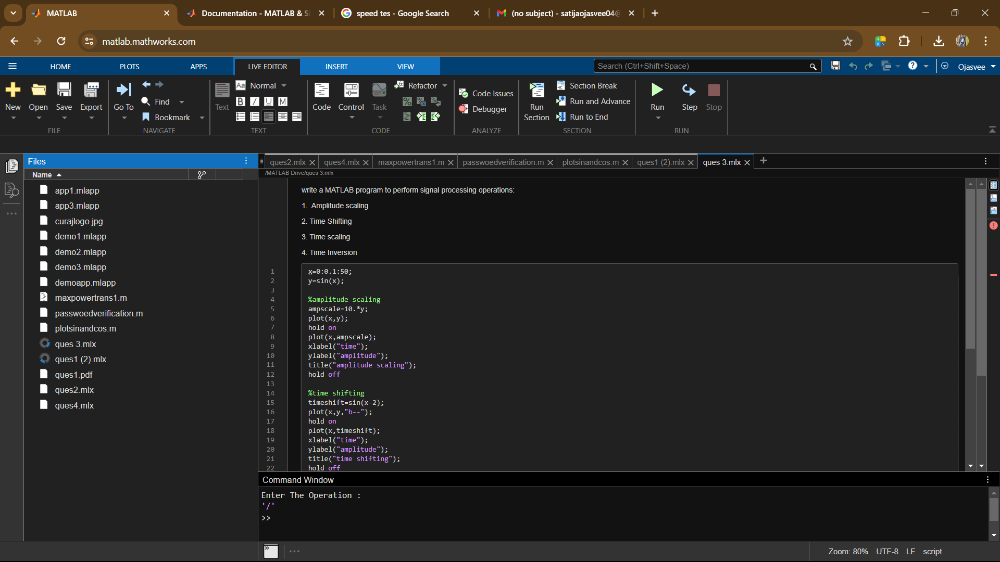 MATLAB
Documentation - MATLAB & S
speed tes - Google Search
(no subject) - satijaojasvee04@
matlab.mathworks.com
HOME
PLOTS
APPS
LIVE EDITOR
INSERT
VIEW
Search (Ctrl+Shift+Space)
Ojasvee
New
Open
Save
Export
FILE
Go To
Find
Bookmark
NAVIGATE
Text
Aa Normal
B I U M
TEXT
Code
Control
Task
Refactor
CODE
Code Issues
Debugger
ANALYZE
Run
Section
Section Break
Run and Advance
Run to End
SECTION
Run
Step
Stop
RUN
Files
Name
app1.mlapp
app3.mlapp
curajlogo.jpg
demo1.mlapp
demo2.mlapp
demo3.mlapp
demoapp.mlapp
maxpowertrans1.m
passwoedverification.m
plotsinandcos.m
ques 3.mlx
ques1 (2).mlx
ques1.pdf
ques2.mlx
ques4.mlx
ques2.mlx
ques4.mlx
maxpowertrans1.m
passwoedverification.m
plotsinandcos.m
ques1 (2).mlx
ques 3.mlx
/MATLAB Drive/ques 3.mlx
write a MATLAB program to perform signal processing operations:
1. Amplitude scaling
2. Time Shifting
3. Time scaling
4. Time Inversion
1 x=0:0.1:50;
2 y=sin(x);
3
4 %amplitude scaling
5 ampscale=10.*y;
6 plot(x,y);
7 hold on
8 plot(x,ampscale);
9 xlabel("time");
10 ylabel("amplitude");
11 title("amplitude scaling");
12 hold off
13
14 %time shifting
15 timeshift=sin(x-2);
16 plot(x,y,"b--");
17 hold on
18 plot(x,timeshift);
19 xlabel("time");
20 ylabel("amplitude");
21 title("time shifting");
22 hold off
Command Window
Enter The Operation :
'/'
>>
Zoom: 80% UTF-8 LF script